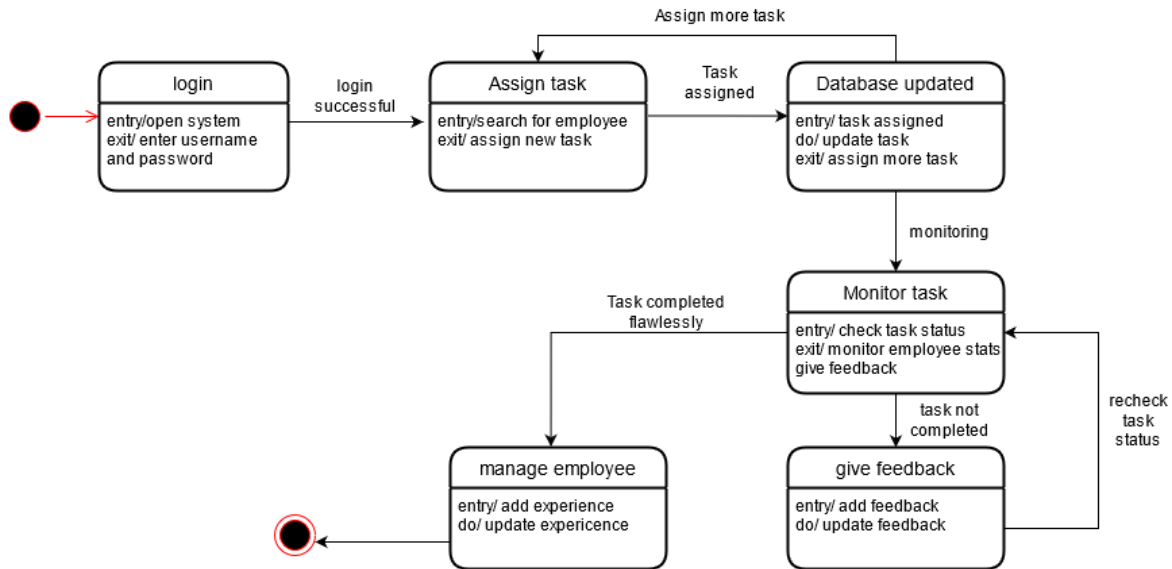 Assign more task
login
entry/open system
exit/ enter username
and password
login
successful
Assign task
entry/search for employee
exit/ assign new task
Task
assigned
Database updated
entry/ task assigned
do/ update task
exit/ assign more task
monitoring
Monitor task
entry/ check task status
exit/ monitor employee stats
give feedback
Task completed
flawlessly
task not
completed
recheck
task
status
manage employee
entry/ add experience
do/ update expericence
give feedback
entry/ add feedback
do/ update feedback